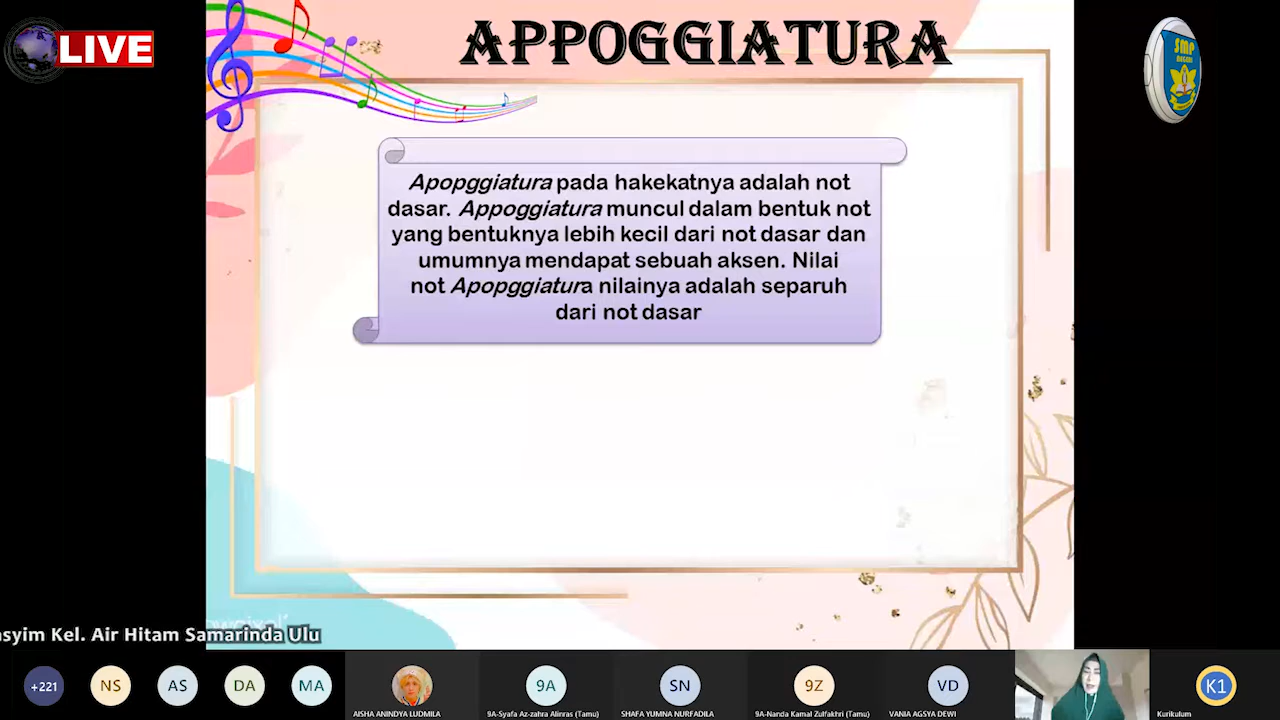 LIVE
APPOGGIATURA
SMP
NEGERI
Apopggiatura pada hakekatnya adalah not
dasar. Appoggiatura muncul dalam bentuk not
yang bentuknya lebih kecil dari not dasar dan
umumnya mendapat sebuah aksen. Nilai
not Apopggiatura nilainya adalah separuh
dari not dasar
asyim Kel. Air Hitam Samarinda Ulu
+221
NS
AS
DA
MA
AISHA ANINDYA LUDMILA
9A
9A-Syafa Az-zahra Alinras (Tamu)
SN
SHAFA YUMNA NURFADILA
9Z
9A-Nanda Kamal Zulfakhri (Tamu)
VD
VANIA AGSYA DEWI
K1
Kurikulum